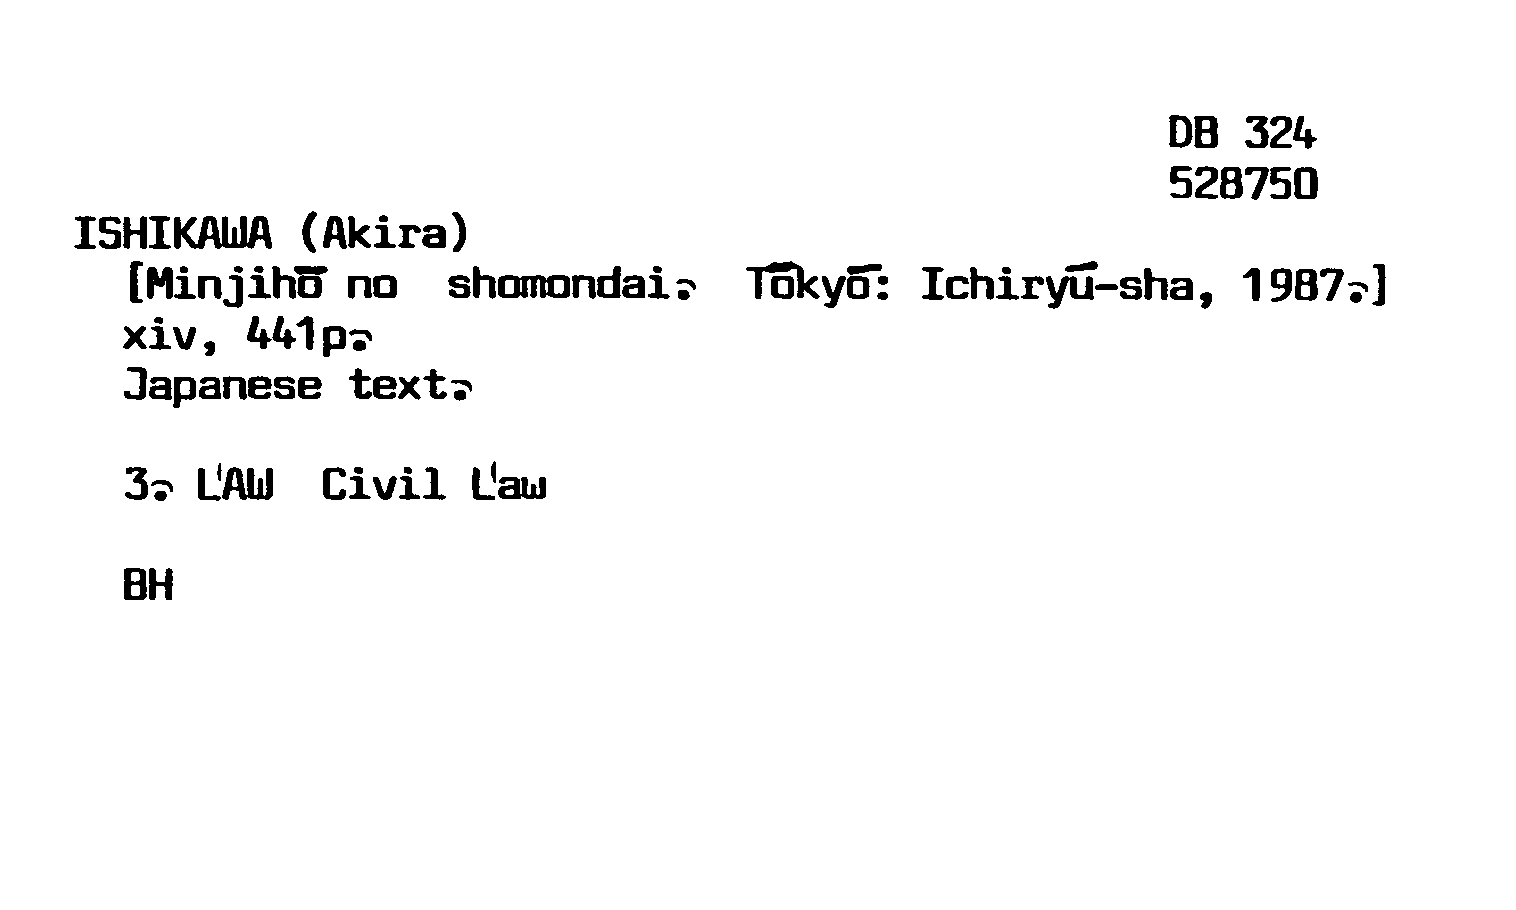 DB 324
528750
ISHIKAWA (Akira)
[Minjihō no shomondai. Tōkyō: Ichiryū-sha, 1987.]
xiv, 441p.
Japanese text.
3. LAW Civil Law
BH